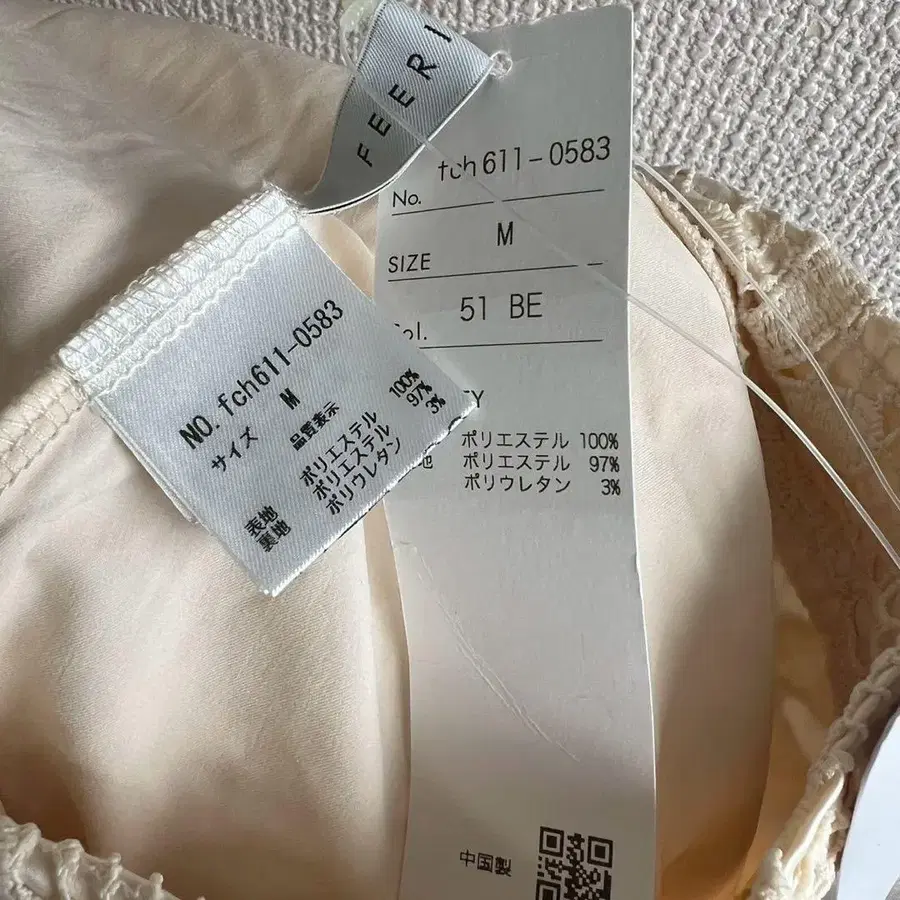 FEERI
No. fch611-0583
SIZE M
ol. 51 BE
TY
ポリエステル 100%
地 ポリエステル 97%
ポリウレタン 3%
中国製
NO. fch611-0583
サイズ M
品質表示
表地 ポリエステル 100%
裏地 ポリエステル 97%
ポリウレタン 3%